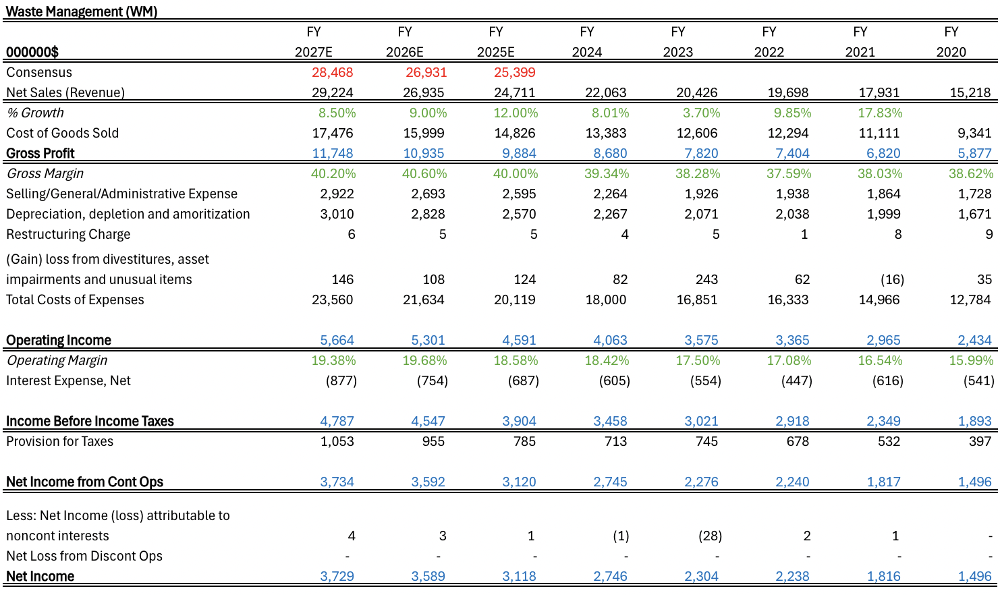 Waste Management (WM)
FY FY FY FY FY FY FY FY
000000$ 2027E 2026E 2025E 2024 2023 2022 2021 2020
Consensus 28,468 26,931 25,399
Net Sales (Revenue) 29,224 26,935 24,711 22,063 20,426 19,698 17,931 15,218
% Growth 8.50% 9.00% 12.00% 8.01% 3.70% 9.85% 17.83%
Cost of Goods Sold 17,476 15,999 14,826 13,383 12,606 12,294 11,111 9,341
Gross Profit 11,748 10,935 9,884 8,680 7,820 7,404 6,820 5,877
Gross Margin 40.20% 40.60% 40.00% 39.34% 38.28% 37.59% 38.03% 38.62%
Selling/General/Administrative Expense 2,922 2,693 2,595 2,264 1,926 1,938 1,864 1,728
Depreciation, depletion and amoritization 3,010 2,828 2,570 2,267 2,071 2,038 1,999 1,671
Restructuring Charge 6 5 5 4 5 1 8 9
(Gain) loss from divestitures, asset
impairments and unusual items 146 108 124 82 243 62 (16) 35
Total Costs of Expenses 23,560 21,634 20,119 18,000 16,851 16,333 14,966 12,784
Operating Income 5,664 5,301 4,591 4,063 3,575 3,365 2,965 2,434
Operating Margin 19.38% 19.68% 18.58% 18.42% 17.50% 17.08% 16.54% 15.99%
Interest Expense, Net (877) (754) (687) (605) (554) (447) (616) (541)
Income Before Income Taxes 4,787 4,547 3,904 3,458 3,021 2,918 2,349 1,893
Provision for Taxes 1,053 955 785 713 745 678 532 397
Net Income from Cont Ops 3,734 3,592 3,120 2,745 2,276 2,240 1,817 1,496
Less: Net Income (loss) attributable to
noncont interests 4 3 1 (1) (28) 2 1 -
Net Loss from Discont Ops - - - - - - - -
Net Income 3,729 3,589 3,118 2,746 2,304 2,238 1,816 1,496